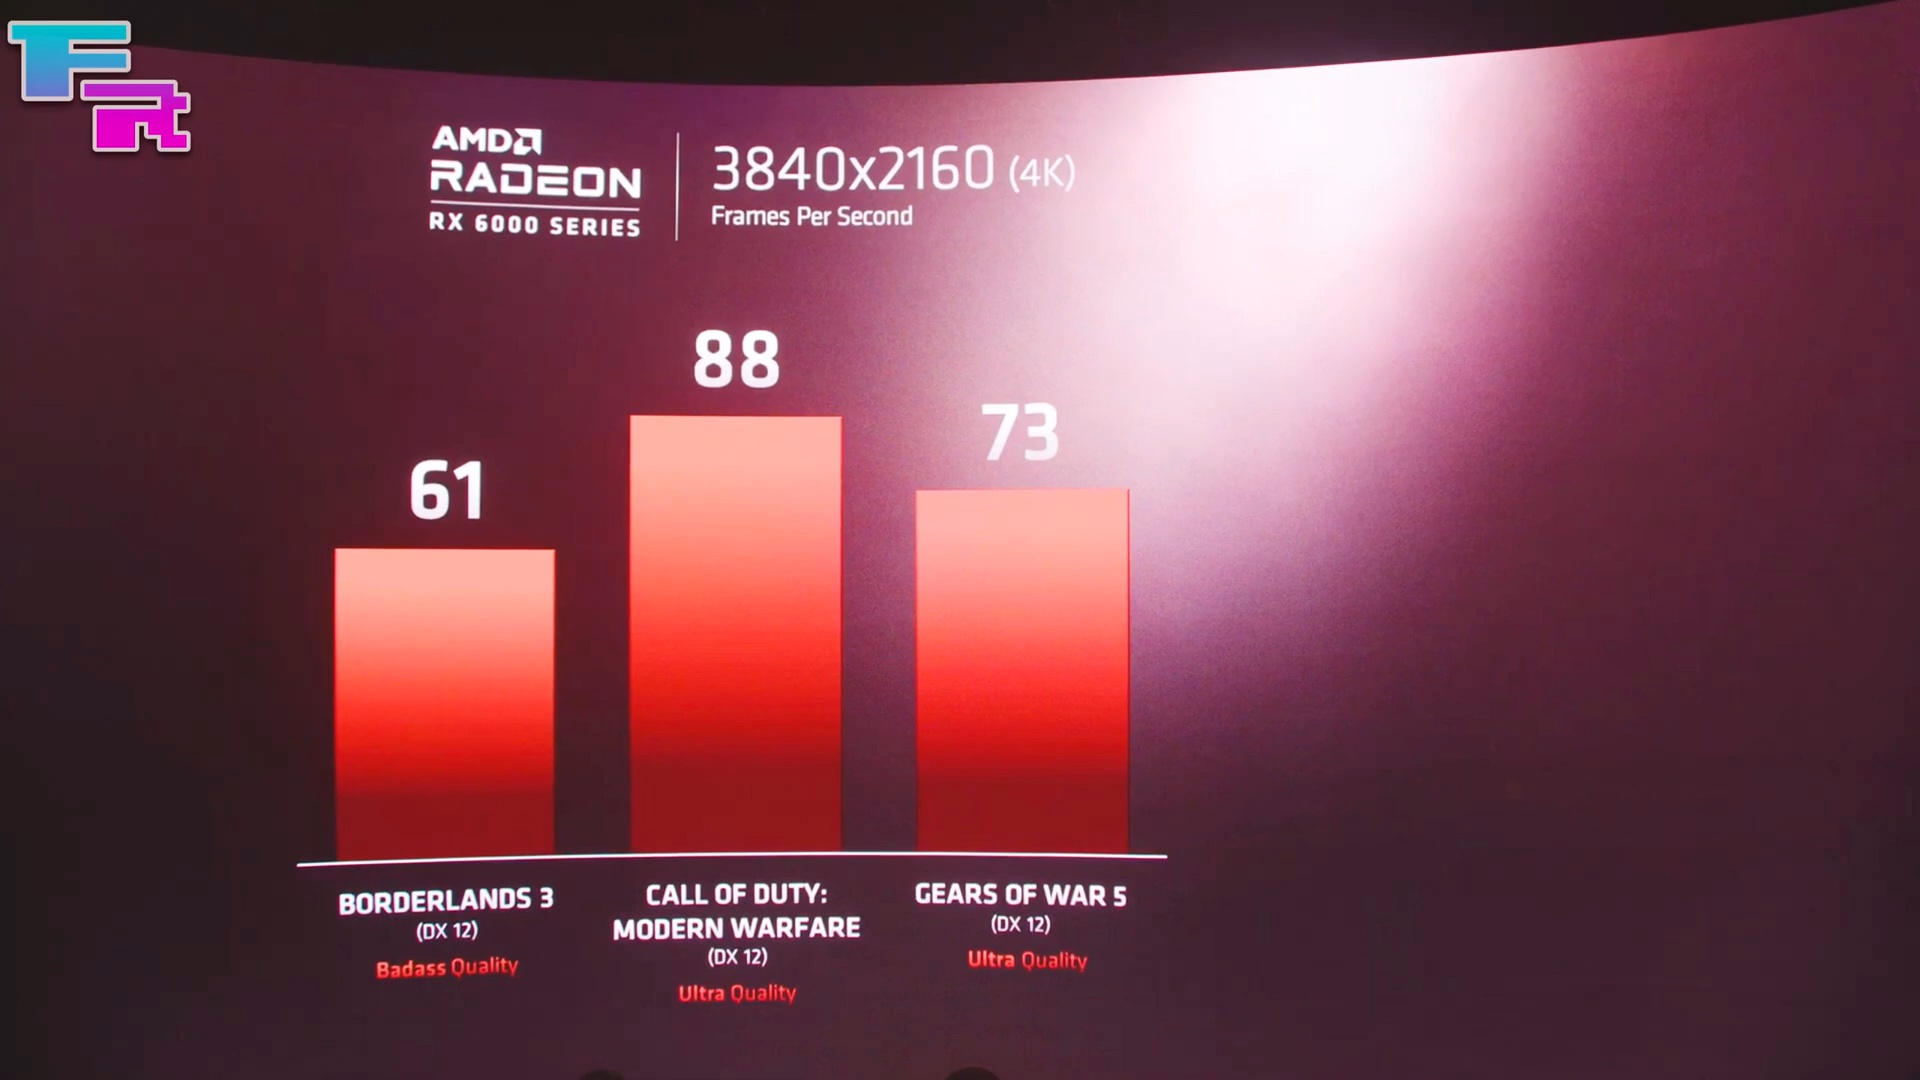 FR
AMD
RADEON
RX 6000 SERIES
3840x2160 (4K)
Frames Per Second
61
88
73
BORDERLANDS 3
(DX 12)
Badass Quality
CALL OF DUTY:
MODERN WARFARE
(DX 12)
Ultra Quality
GEARS OF WAR 5
(DX 12)
Ultra Quality